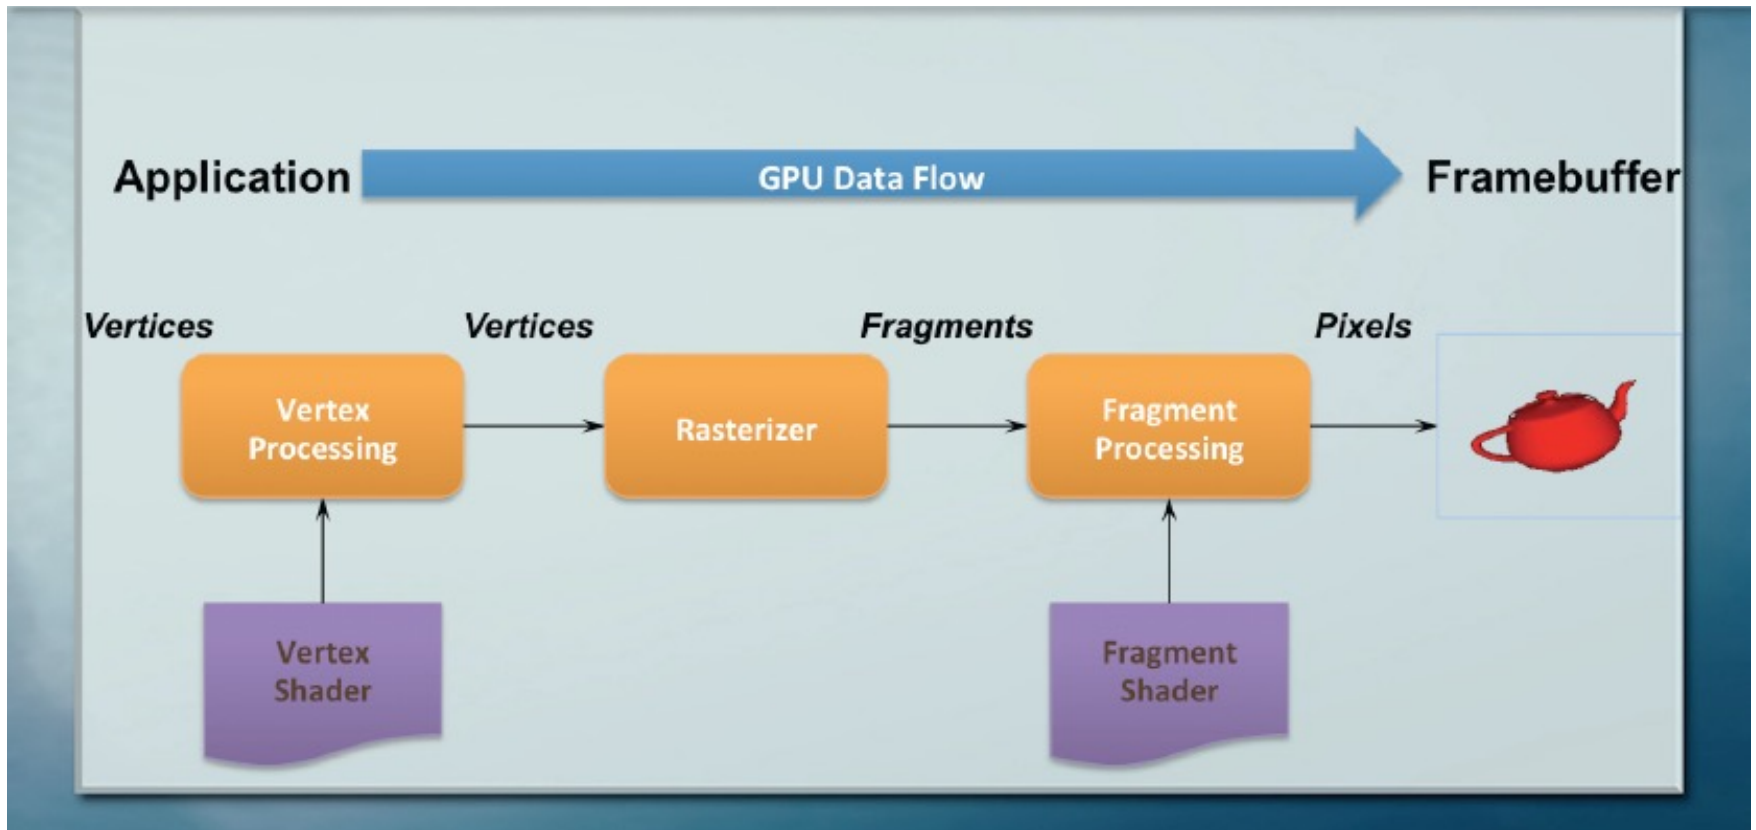 Application
GPU Data Flow
Framebuffer
Vertices
Vertices
Fragments
Pixels
Vertex
Processing
Rasterizer
Fragment
Processing
Vertex
Shader
Fragment
Shader